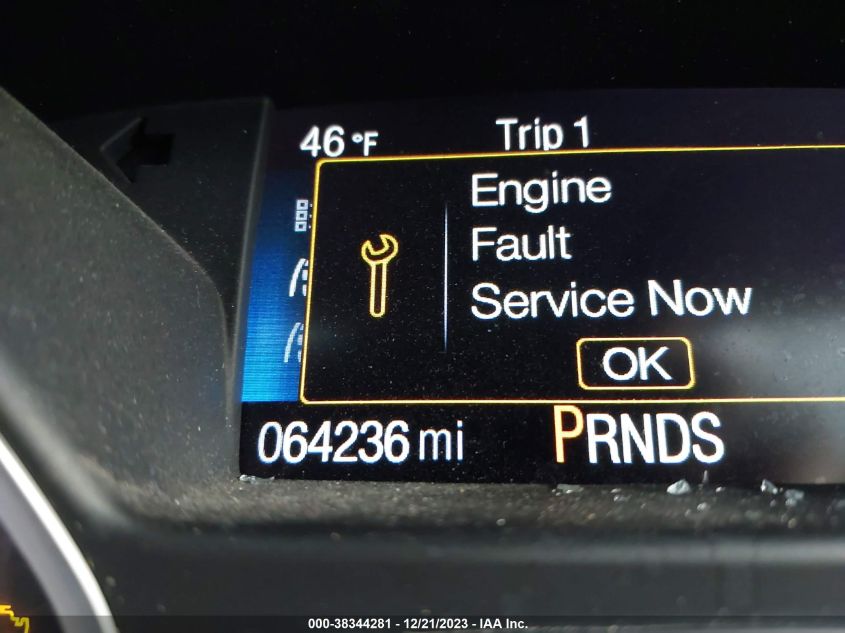 46 °F
Trip 1
Engine
Fault
Service Now
OK
064236 mi
PRNDS
000-38344281 - 12/21/2023 - IAA Inc.